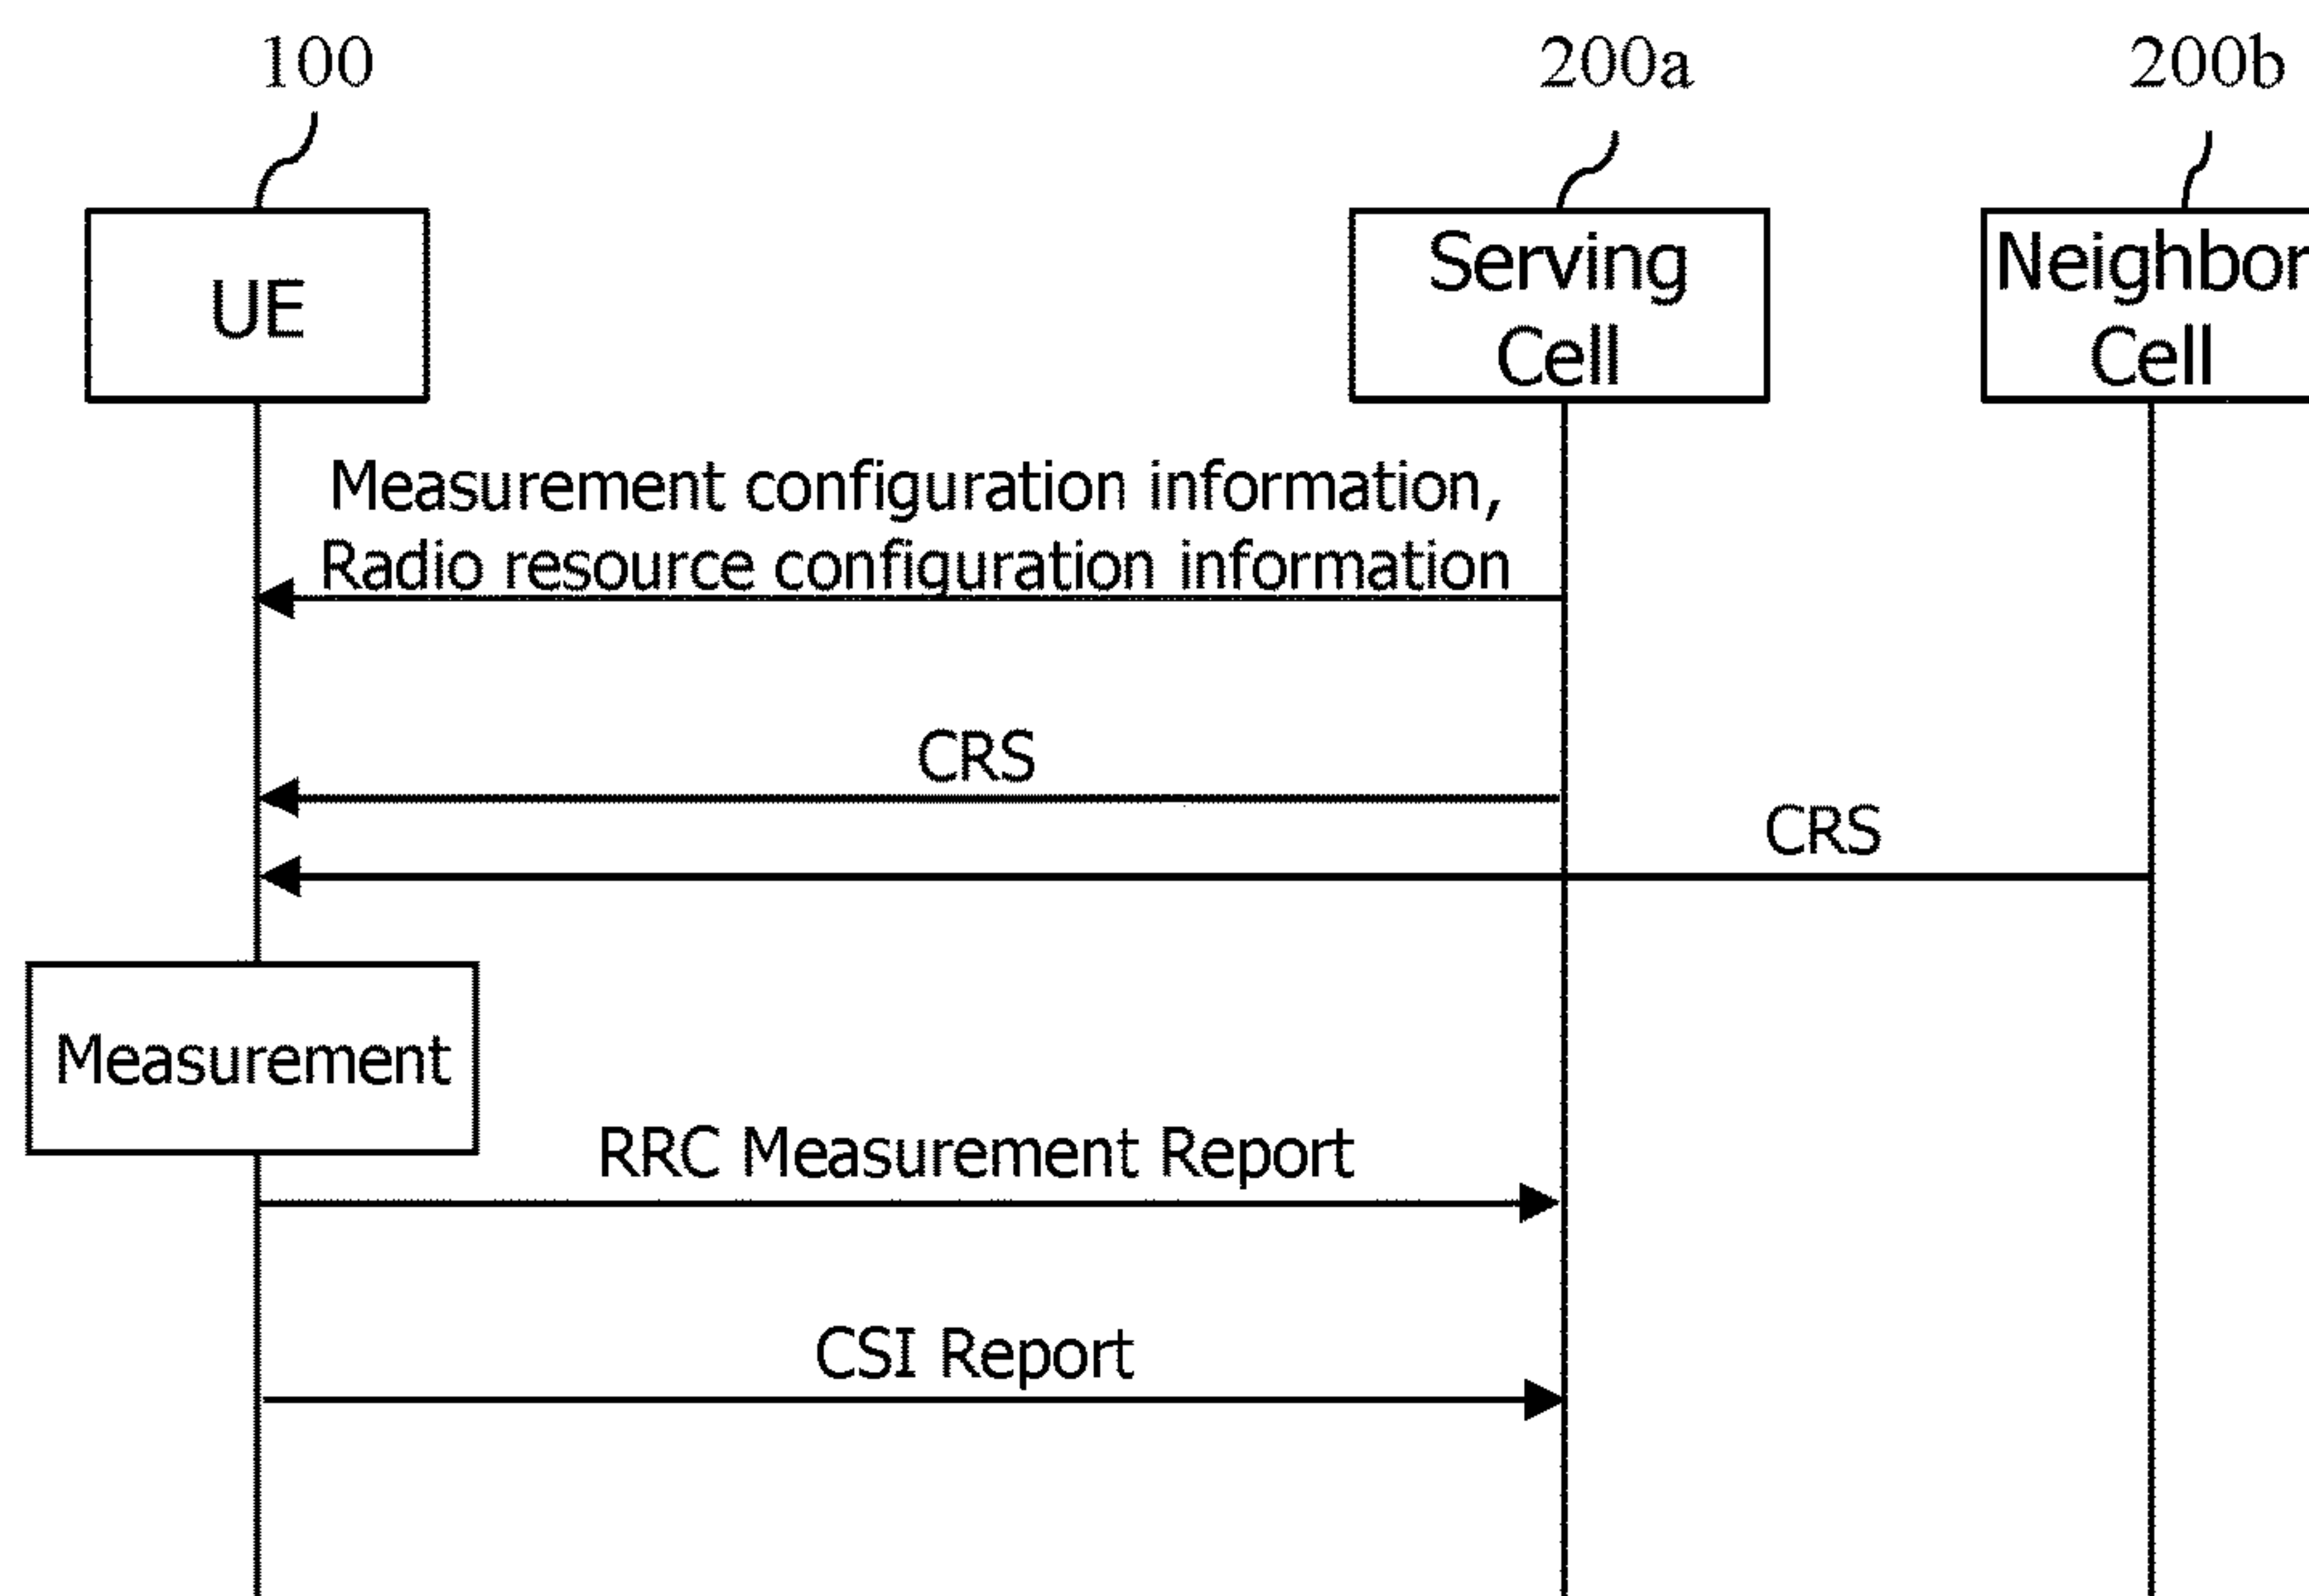 100
200a
200b
UE
Serving
Cell
Neighbor
Cell
Measurement configuration information,
Radio resource configuration information
CRS
CRS
Measurement
RRC Measurement Report
CSI Report